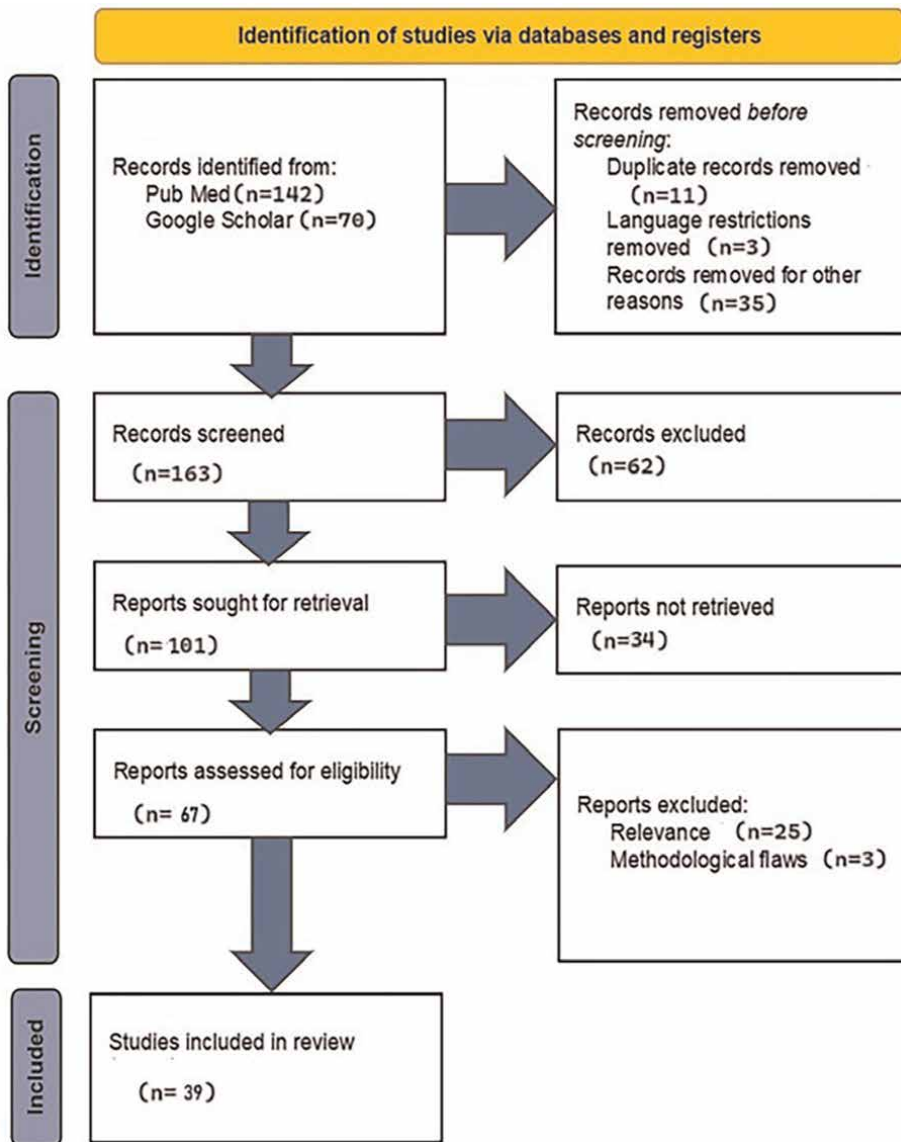 Identification of studies via databases and registers
Identification
Records identified from:
Pub Med (n=142)
Google Scholar (n=70)
Records removed before
screening:
Duplicate records removed
(n=11)
Language restrictions
removed (n=3)
Records removed for other
reasons (n=35)
Screening
Records screened
(n=163)
Records excluded
(n=62)
Reports sought for retrieval
(n= 101)
Reports not retrieved
(n=34)
Reports assessed for eligibility
(n= 67)
Reports excluded:
Relevance (n=25)
Methodological flaws (n=3)
Included
Studies included in review
(n= 39)